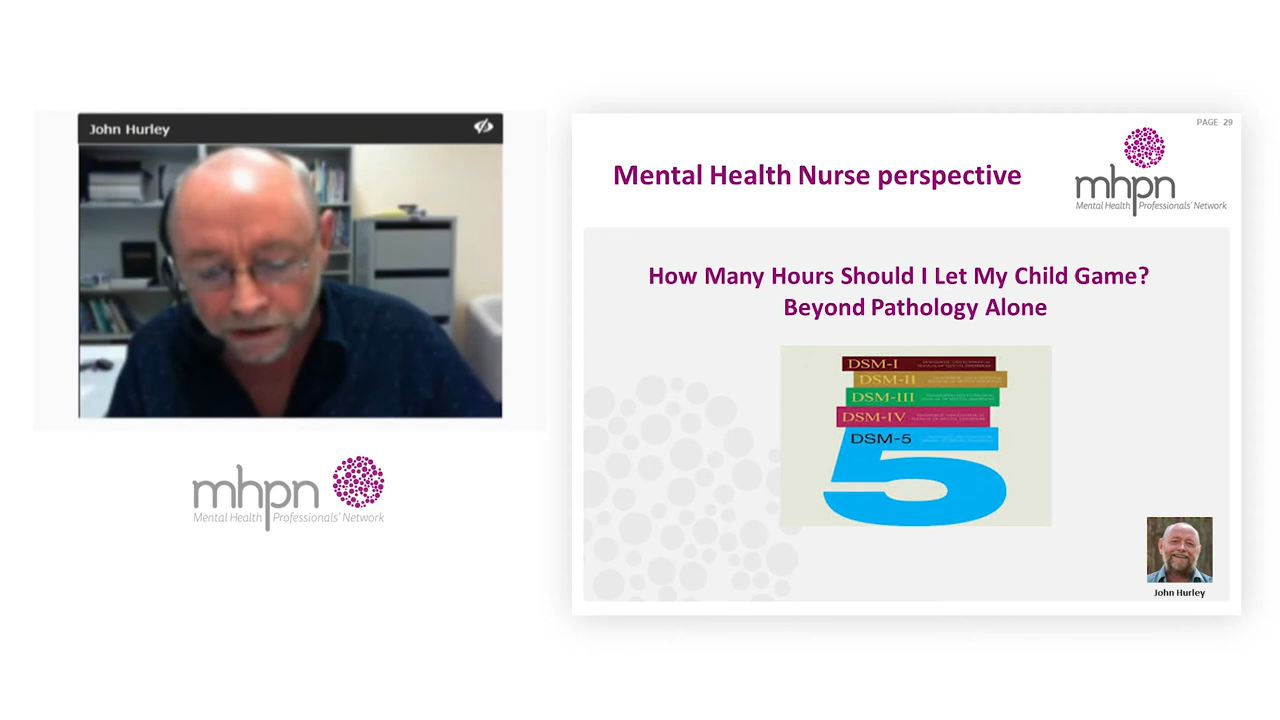 John Hurley
mhpn
Mental Health Professionals' Network
PAGE 29
Mental Health Nurse perspective
mhpn
Mental Health Professionals' Network
How Many Hours Should I Let My Child Game?
Beyond Pathology Alone
DSM-I
DSM-II
DSM-III
DSM-IV
DSM-5
5
John Hurley